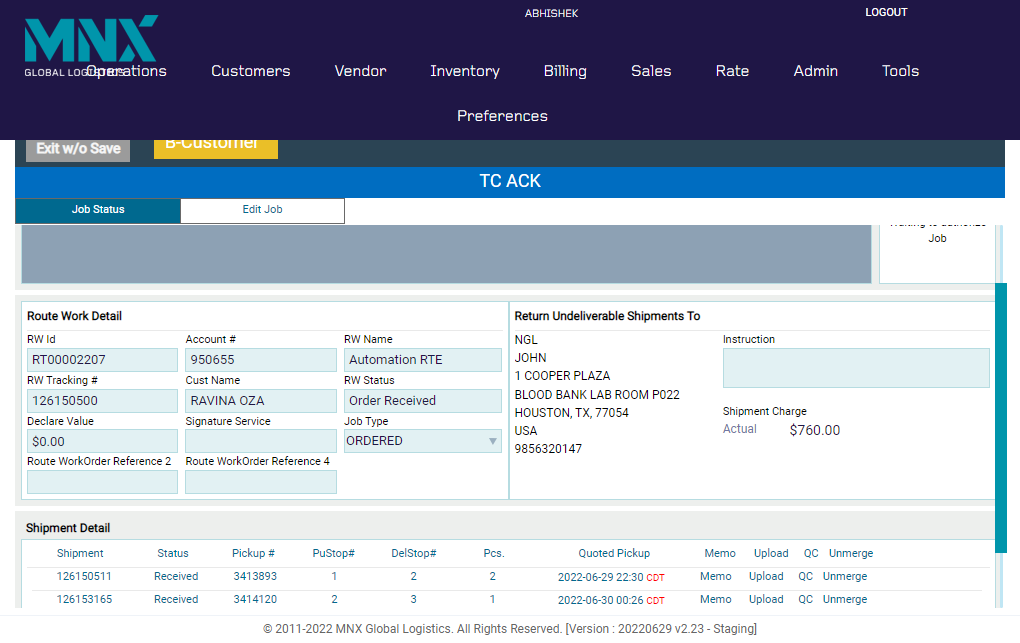 ABHISHEK LOGOUT
MNX
GLOBAL LOGISTICS
Operations Customers Vendor Inventory Billing Sales Rate Admin Tools
Preferences
Exit w/o Save B-Customer
TC ACK
Job Status Edit Job
Waiting to authorize
Job
Route Work Detail
RW Id Account # RW Name
RT00002207 950655 Automation RTE
RW Tracking # Cust Name RW Status
126150500 RAVINA OZA Order Received
Declare Value Signature Service Job Type
$0.00 ORDERED
Route WorkOrder Reference 2 Route WorkOrder Reference 4
Return Undeliverable Shipments To
NGL
JOHN
1 COOPER PLAZA
BLOOD BANK LAB ROOM P022
HOUSTON, TX, 77054
USA
9856320147
Instruction
Shipment Charge
Actual $760.00
Shipment Detail
Shipment Status Pickup # PuStop# DelStop# Pcs. Quoted Pickup Memo Upload QC Unmerge
126150511 Received 3413893 1 2 2 2022-06-29 22:30 CDT Memo Upload QC Unmerge
126153165 Received 3414120 2 3 1 2022-06-30 00:26 CDT Memo Upload QC Unmerge
© 2011-2022 MNX Global Logistics. All Rights Reserved. [Version : 20220629 v2.23 - Staging]